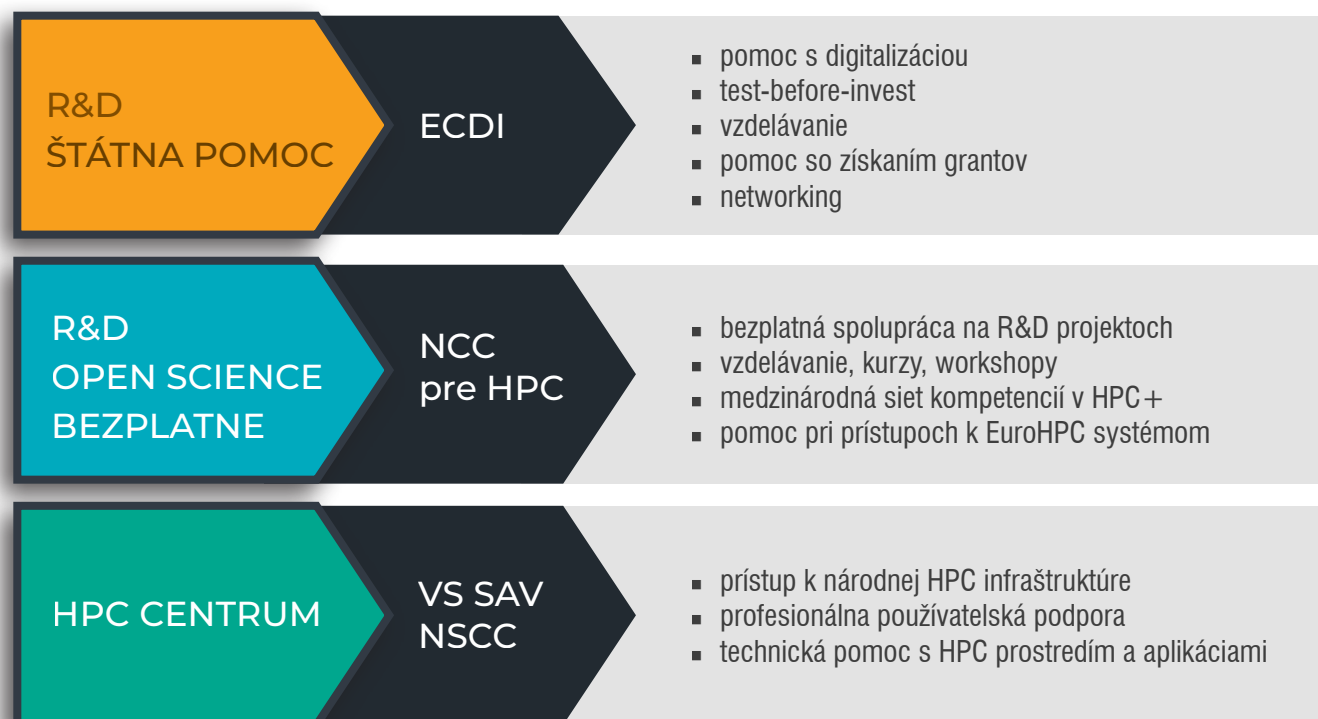 R&D
ŠTÁTNA POMOC
ECDI
▪ pomoc s digitalizáciou
▪ test-before-invest
▪ vzdelávanie
▪ pomoc so získaním grantov
▪ networking
R&D
OPEN SCIENCE
BEZPLATNE
NCC
pre HPC
▪ bezplatná spolupráca na R&D projektoch
▪ vzdelávanie, kurzy, workshopy
▪ medzinárodná siet kompetencií v HPC+
▪ pomoc pri prístupoch k EuroHPC systémom
HPC CENTRUM
VS SAV
NSCC
▪ prístup k národnej HPC infraštruktúre
▪ profesionálna používatelská podpora
▪ technická pomoc s HPC prostredím a aplikáciami